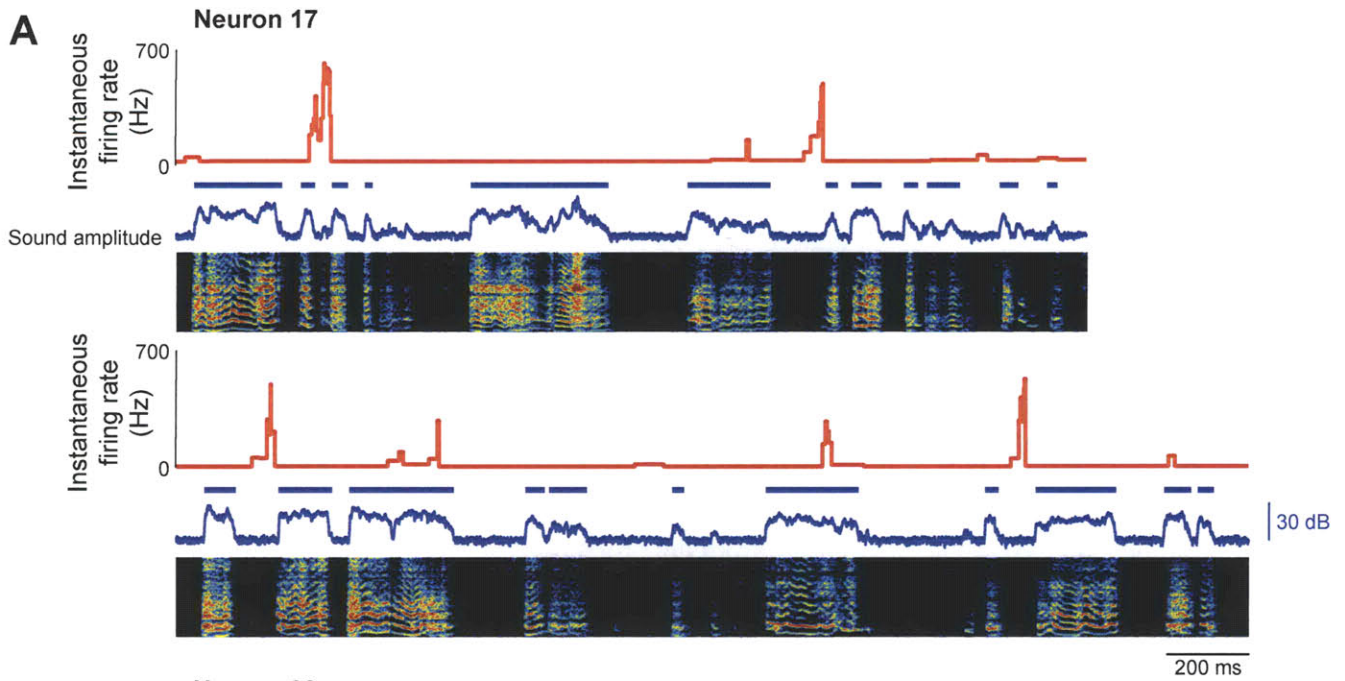 A
Neuron 17
Instantaneous
firing rate
(Hz)
700
0
Sound amplitude
Instantaneous
firing rate
(Hz)
700
0
30 dB
200 ms